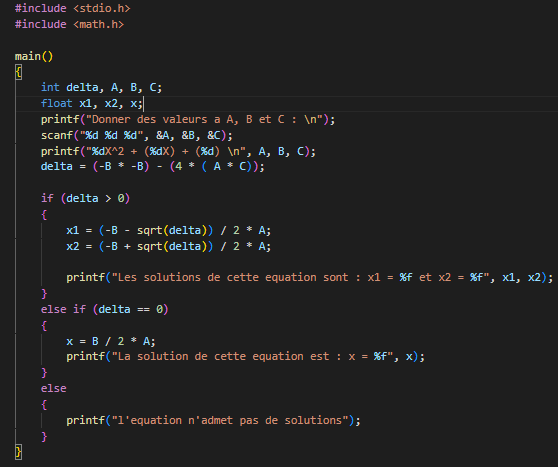 #include <stdio.h>
#include <math.h>
main()
{
int delta, A, B, C;
float x1, x2, x;
printf("Donner des valeurs a A, B et C : \n");
scanf("%d %d %d", &A, &B, &C);
printf("%dX^2 + (%dX) + (%d) \n", A, B, C);
delta = (-B * -B) - (4 * ( A * C));
if (delta > 0)
{
x1 = (-B - sqrt(delta)) / 2 * A;
x2 = (-B + sqrt(delta)) / 2 * A;
printf("Les solutions de cette equation sont : x1 = %f et x2 = %f", x1, x2);
}
else if (delta == 0)
{
x = B / 2 * A;
printf("La solution de cette equation est : x = %f", x);
}
else
{
printf("l'equation n'admet pas de solutions");
}
}